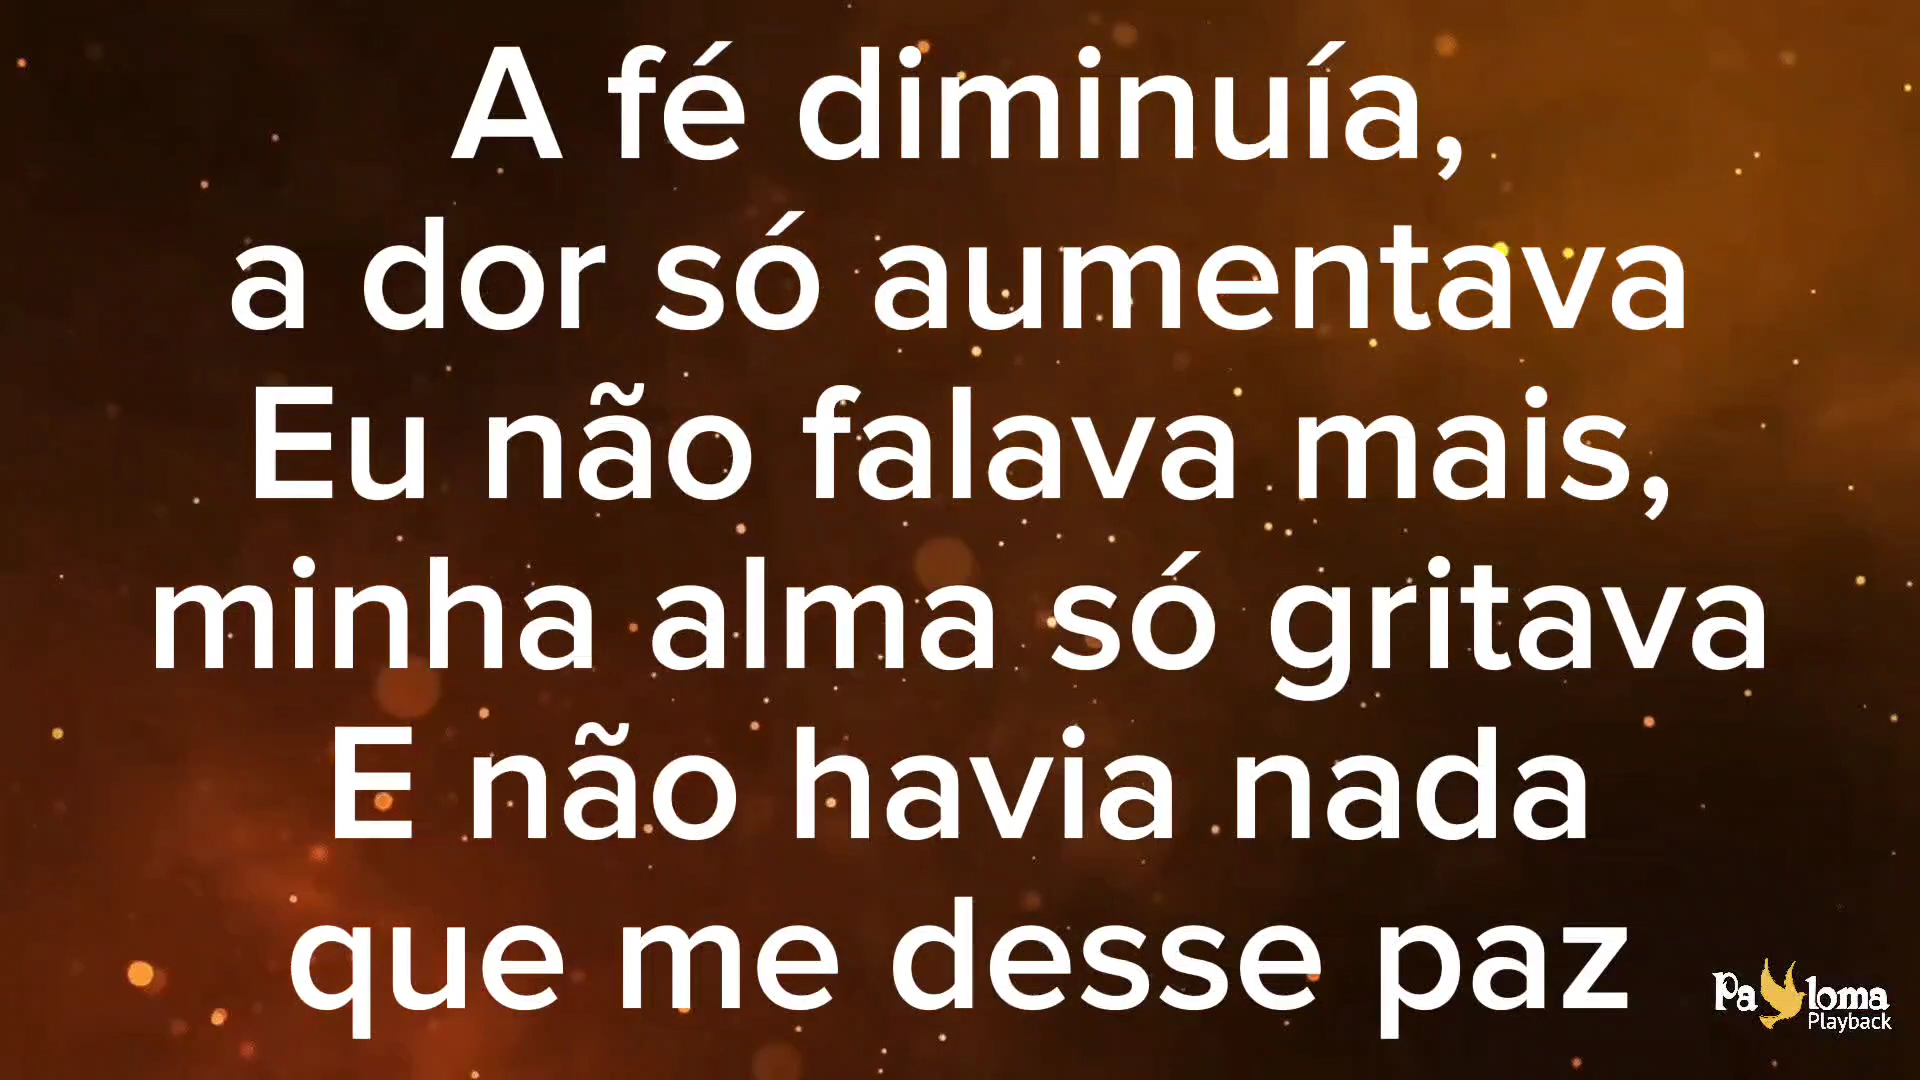 A fé diminuía,
a dor só aumentava
Eu não falava mais,
minha alma só gritava
E não havia nada
que me desse paz
Paloma
Playback